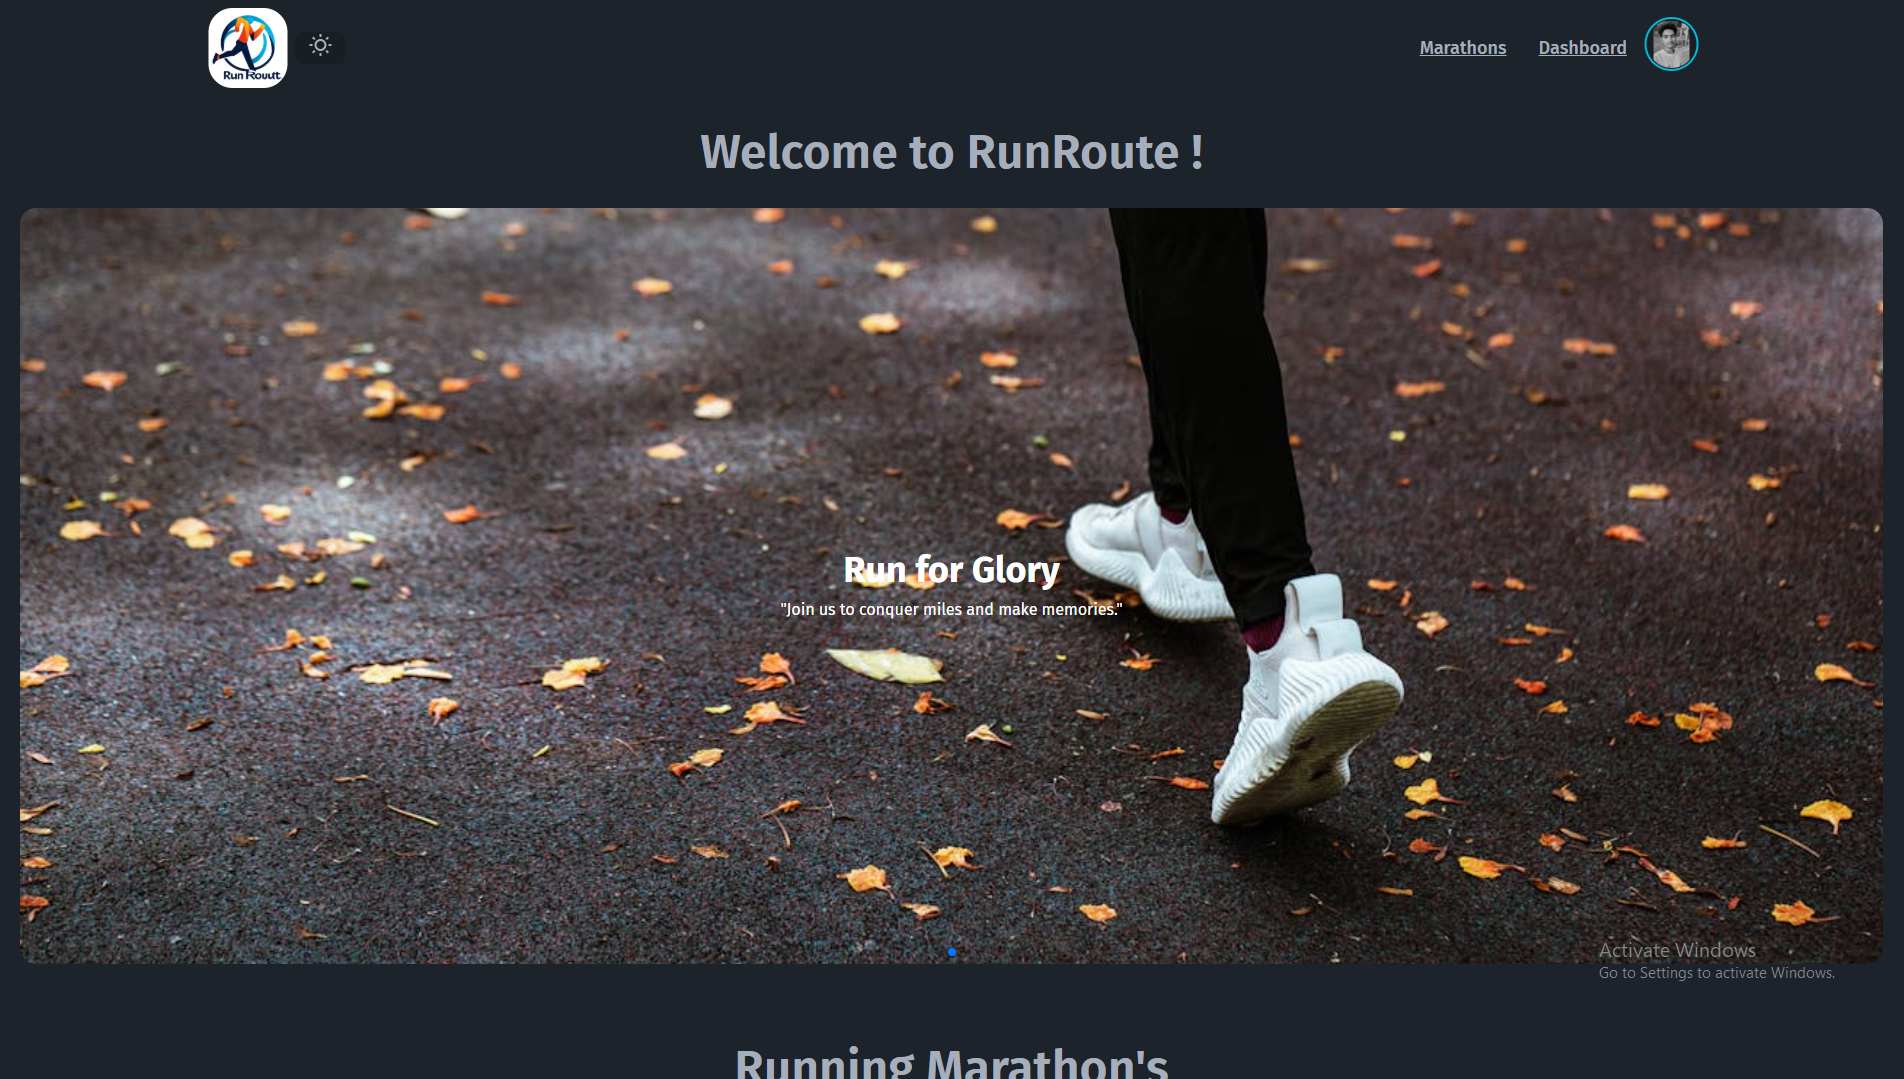 Run Rouut
Marathons
Dashboard
Welcome to RunRoute !
Run for Glory
"Join us to conquer miles and make memories."
Activate Windows
Go to Settings to activate Windows.
Running Marathon's